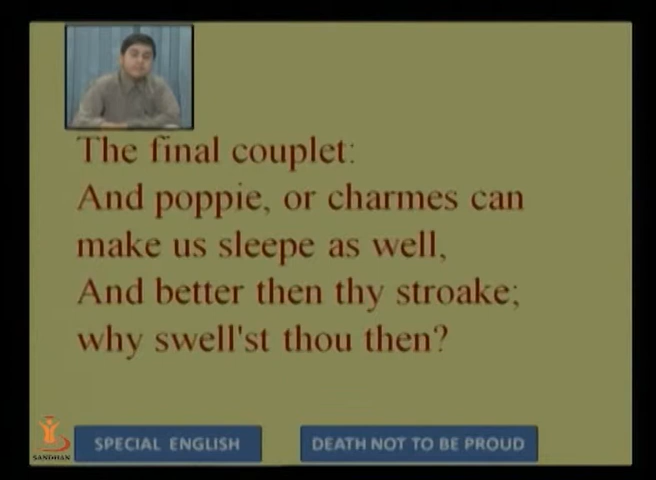 The final couplet:
And poppie, or charmes can
make us sleepe as well,
And better then thy stroake;
why swell'st thou then?
SANDHAN
SPECIAL ENGLISH
DEATH NOT TO BE PROUD